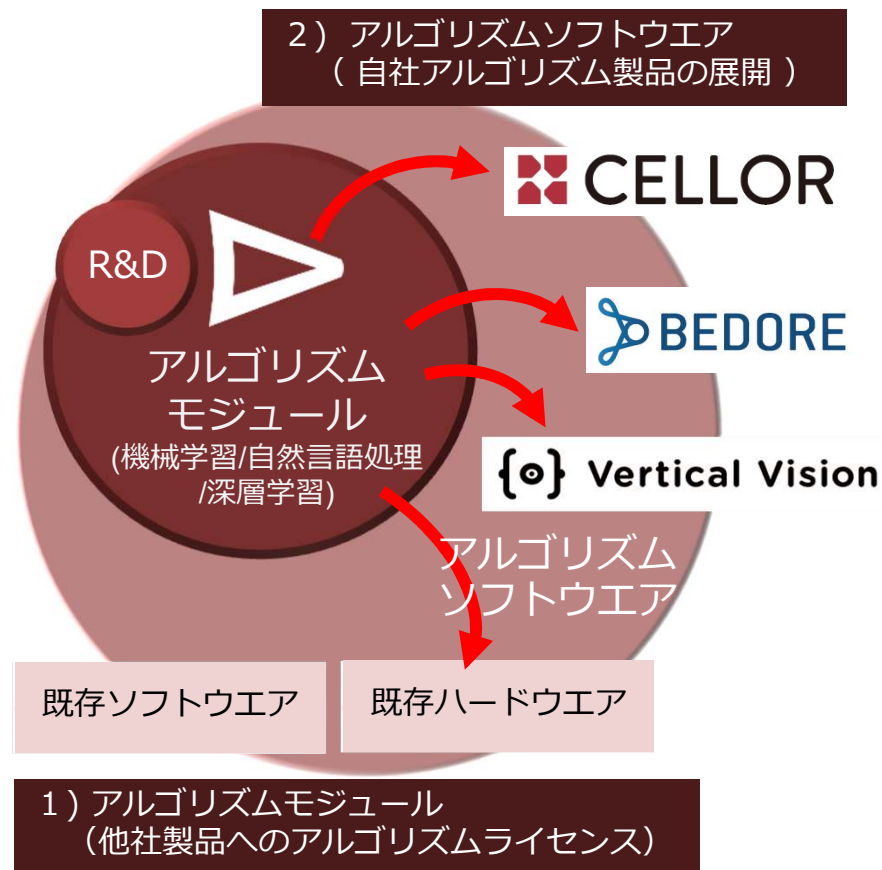 ２）アルゴリズムソフトウエア
（ 自社アルゴリズム製品の展開 ）
CELLOR
R&D
BEDORE
アルゴリズム
モジュール
(機械学習/自然言語処理
/深層学習)
{⊙} Vertical Vision
アルゴリズム
ソフトウエア
既存ソフトウエア
既存ハードウエア
１）アルゴリズムモジュール
（他社製品へのアルゴリズムライセンス）